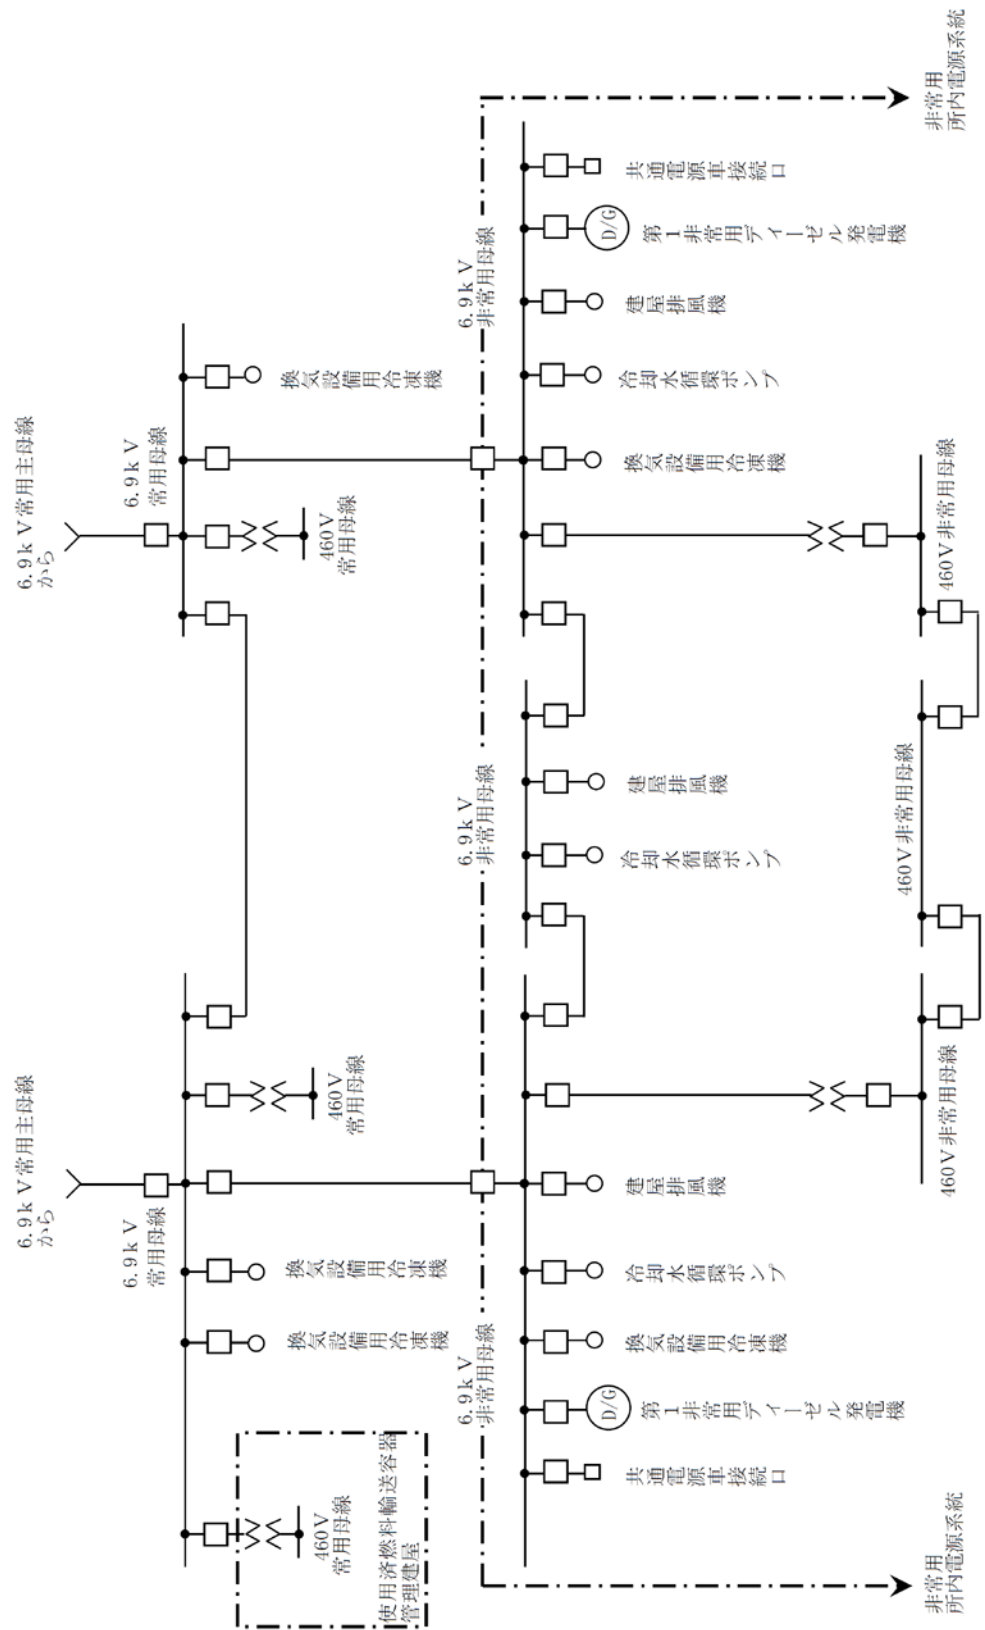 6.9kV常用主母線
から
6.9kV常用主母線
から
6.9kV
常用母線
6.9kV
常用母線
460V
常用母線
使用済燃料輸送容器
管理建屋
換気設備用冷凍機
換気設備用冷凍機
460V
常用母線
460V
常用母線
換気設備用冷凍機
6.9kV
非常用母線
6.9kV
非常用母線
6.9kV
非常用母線
共通電源車接続口
D/G
第1非常用ディーゼル発電機
換気設備用冷凍機
冷却水循環ポンプ
建屋排風機
冷却水循環ポンプ
建屋排風機
換気設備用冷凍機
冷却水循環ポンプ
建屋排風機
D/G
第1非常用ディーゼル発電機
共通電源車接続口
460V非常用母線
460V非常用母線
460V非常用母線
非常用
所内電源系統
非常用
所内電源系統